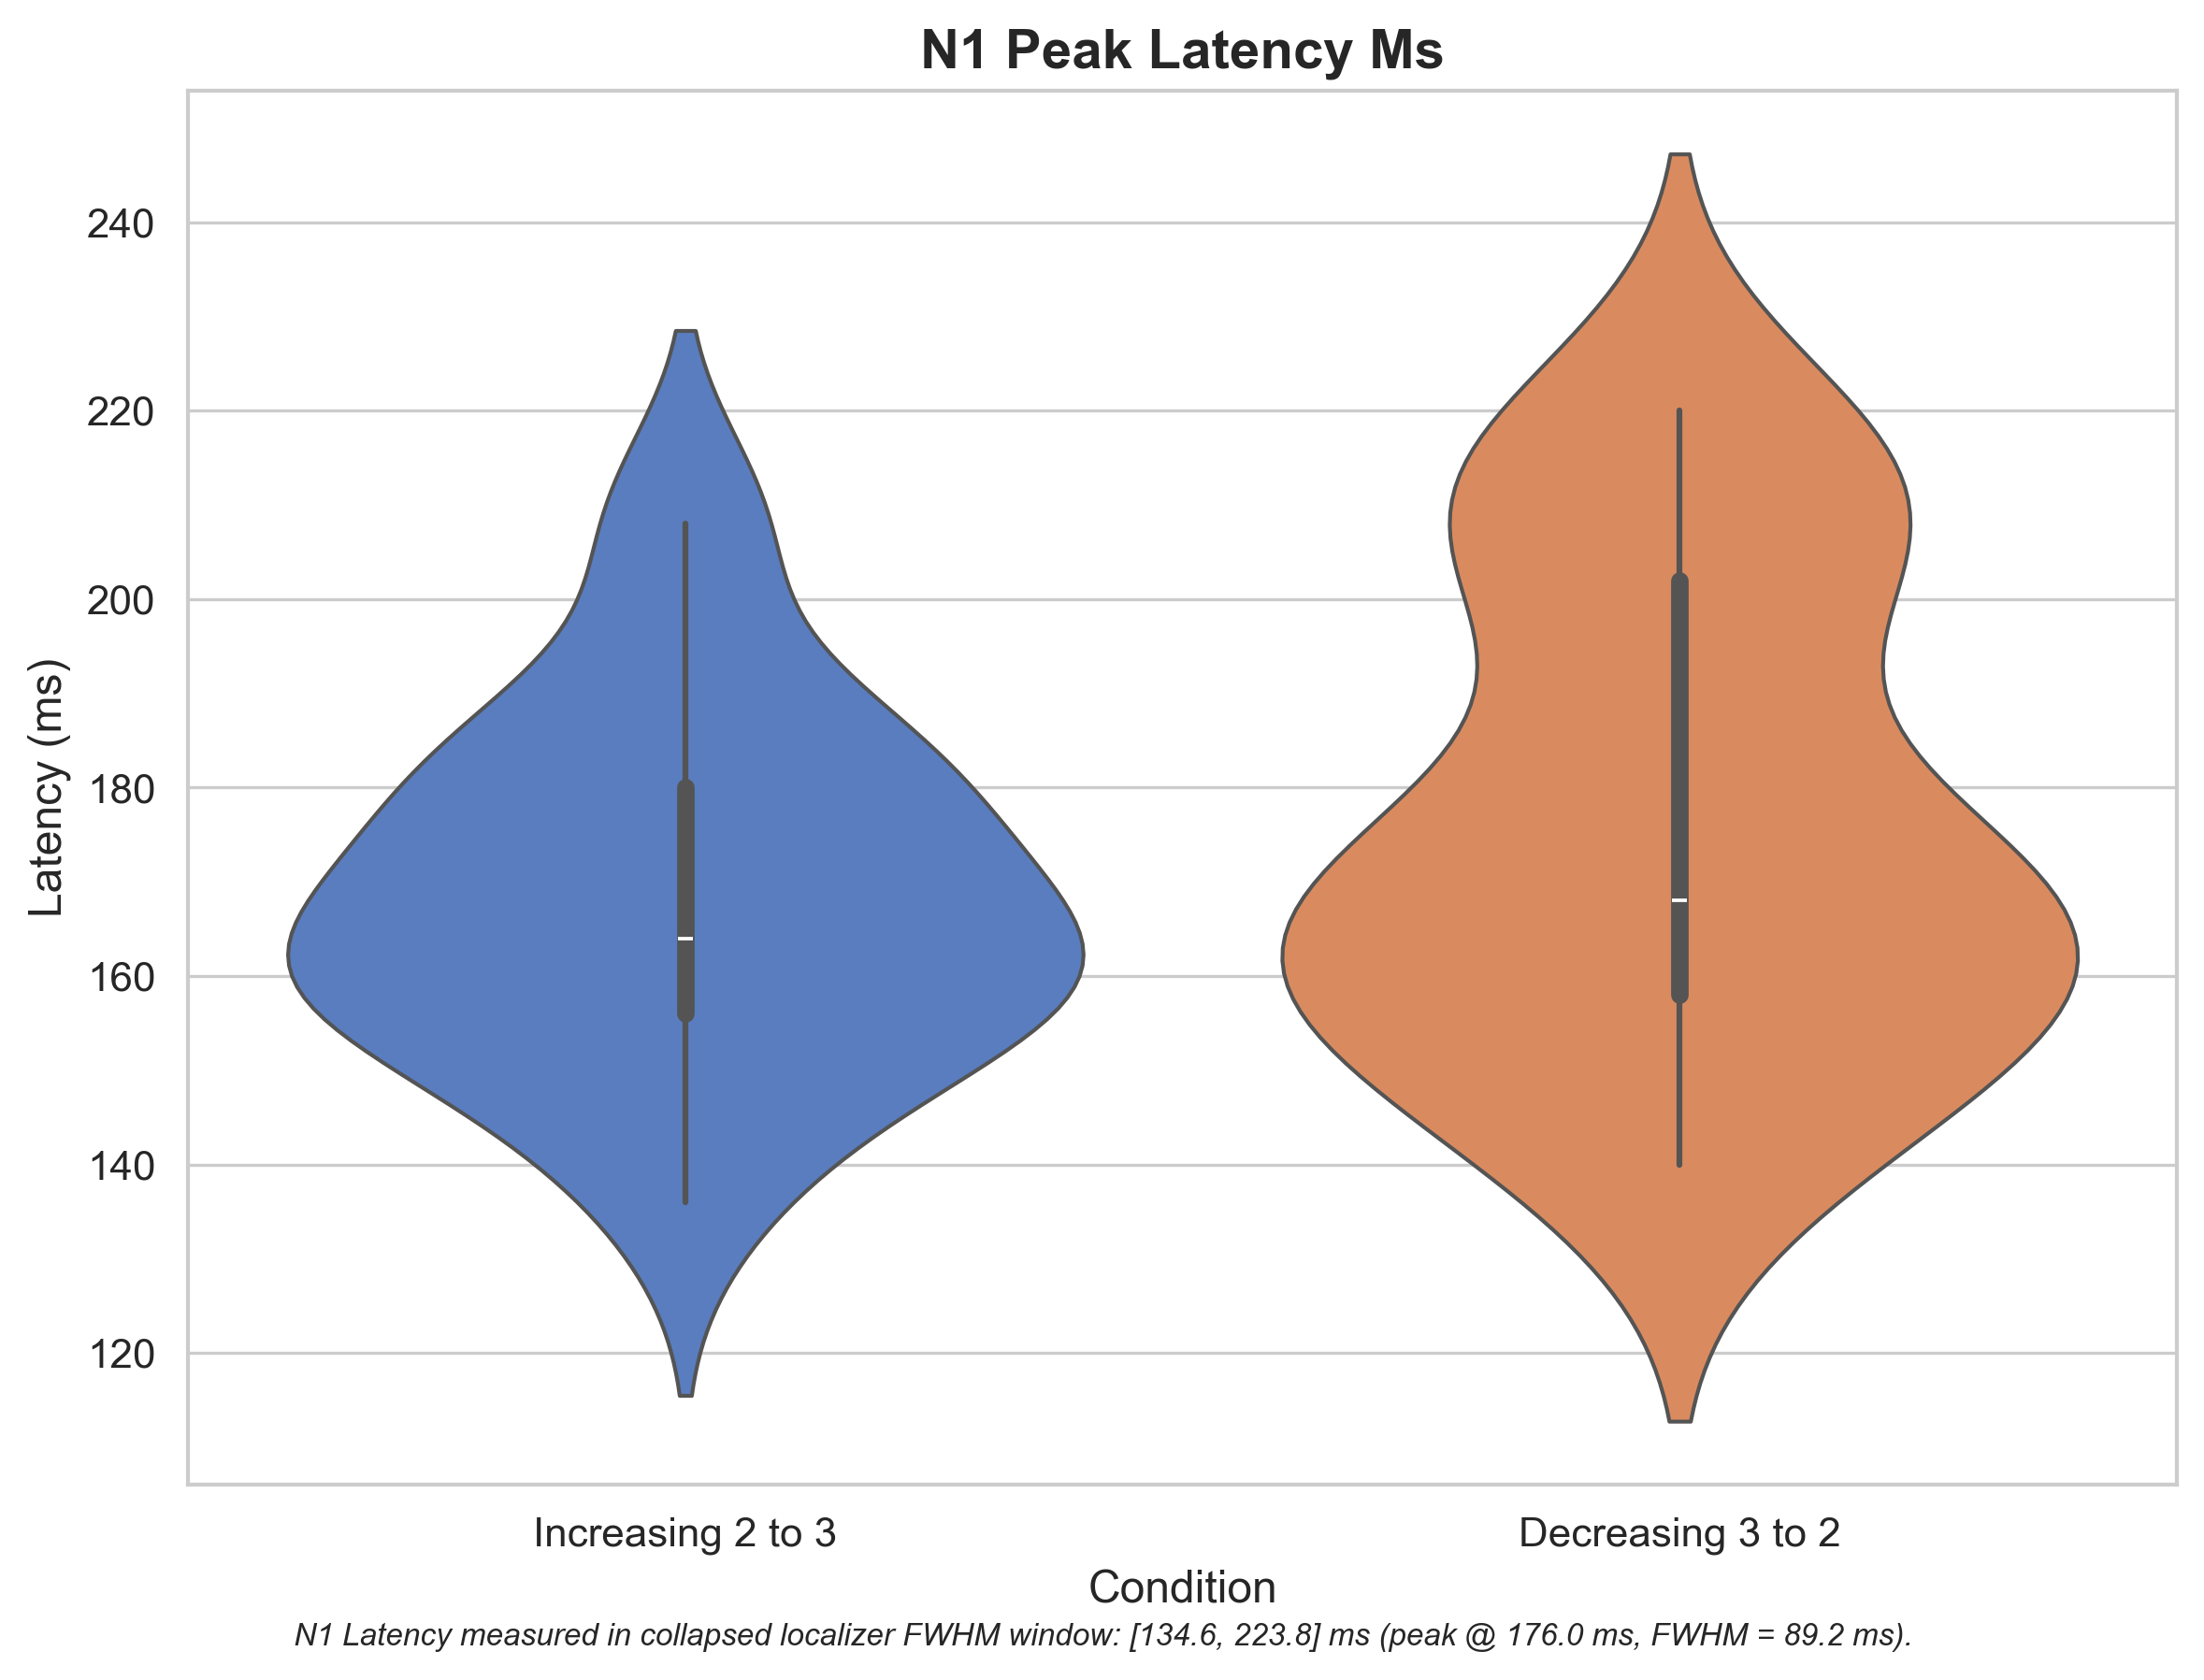 N1 Peak Latency Ms
Latency (ms)
240
220
200
180
160
140
120
Increasing 2 to 3
Decreasing 3 to 2
Condition
N1 Latency measured in collapsed localizer FWHM window: [134.6, 223.8] ms (peak @ 176.0 ms, FWHM = 89.2 ms).